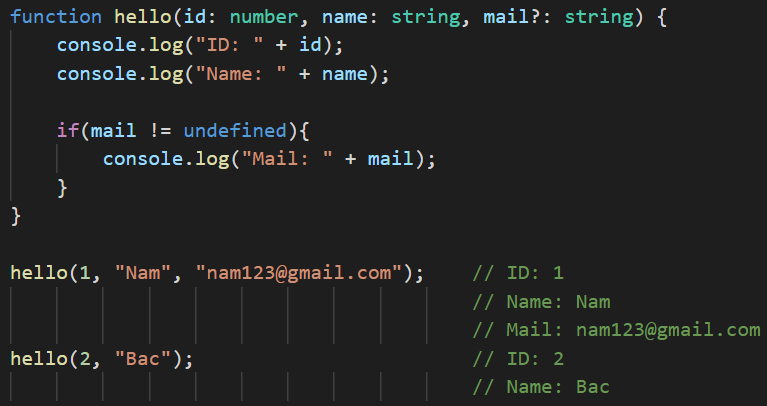 function hello(id: number, name: string, mail?: string) {
    console.log("ID: " + id);
    console.log("Name: " + name);

    if(mail != undefined){
        console.log("Mail: " + mail);
    }
}

hello(1, "Nam", "nam123@gmail.com");    // ID: 1
                                        // Name: Nam
                                        // Mail: nam123@gmail.com
hello(2, "Bac");                        // ID: 2
                                        // Name: Bac